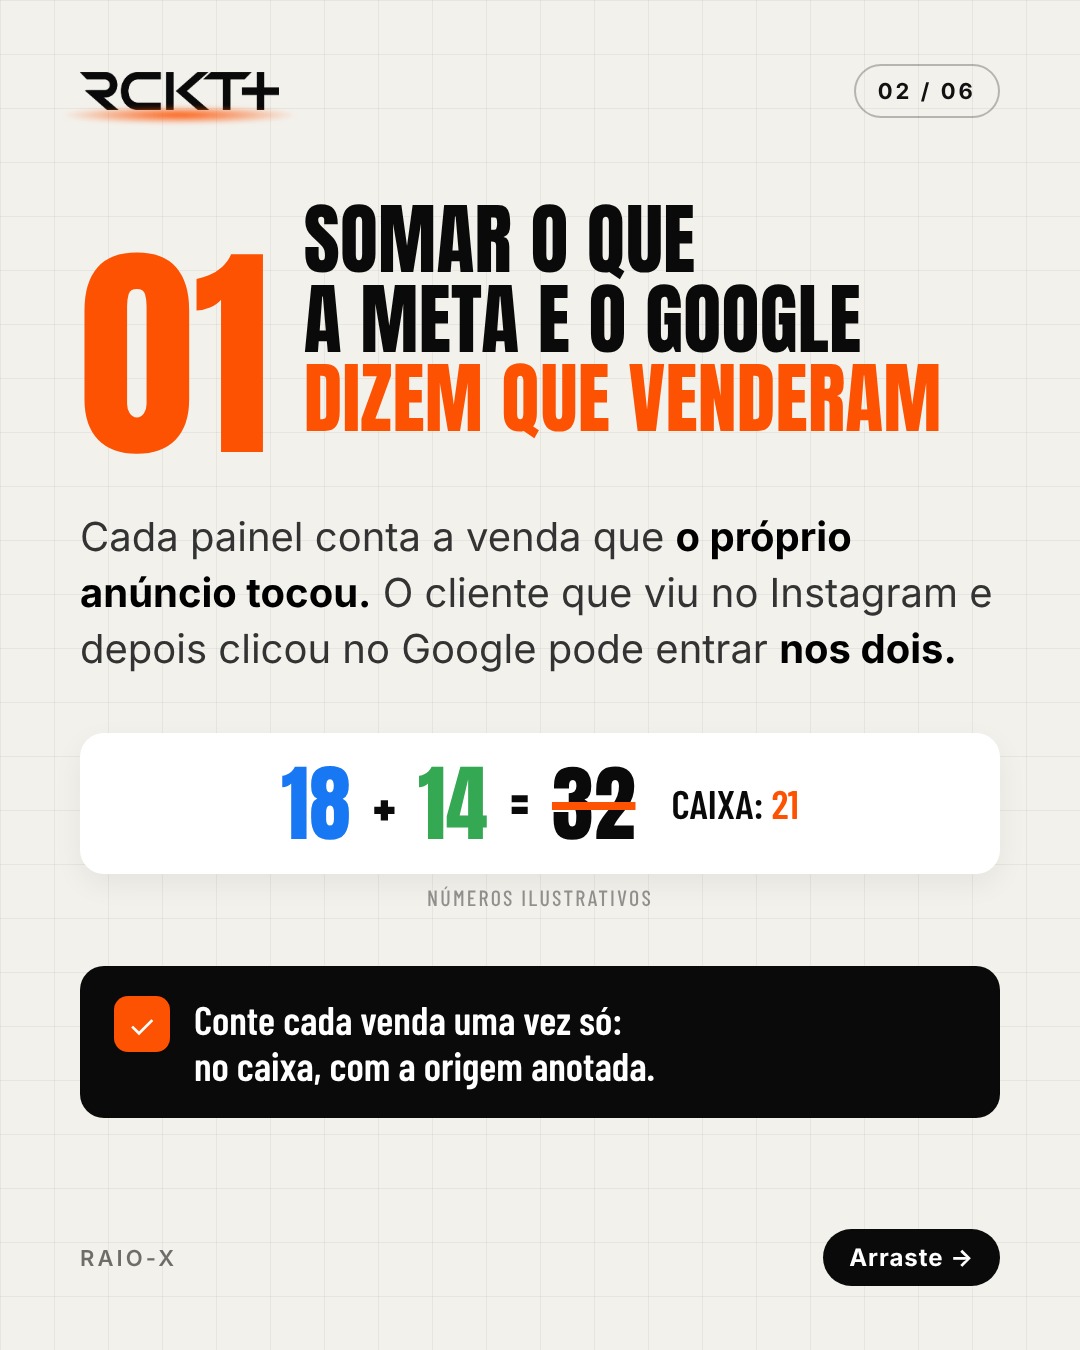 RCKT+
02 / 06
01
SOMAR O QUE
A META E O GOOGLE
DIZEM QUE VENDERAM
Cada painel conta a venda que o próprio
anúncio tocou. O cliente que viu no Instagram e
depois clicou no Google pode entrar nos dois.
18 + 14 = 32 CAIXA: 21
NÚMEROS ILUSTRATIVOS
Conte cada venda uma vez só:
no caixa, com a origem anotada.
RAIO-X
Arraste →